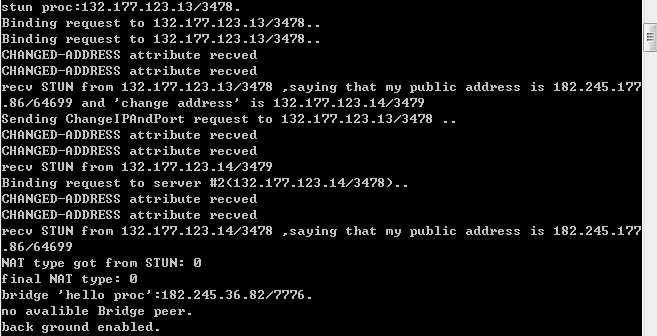 stun proc:132.177.123.13/3478.
Binding request to 132.177.123.13/3478..
Binding request to 132.177.123.13/3478..
CHANGED-ADDRESS attribute recved
CHANGED-ADDRESS attribute recved
recv STUN from 132.177.123.13/3478 ,saying that my public address is 182.245.177
.86/64699 and 'change address' is 132.177.123.14/3479
Sending ChangeIPAndPort request to 132.177.123.13/3478 ..
CHANGED-ADDRESS attribute recved
CHANGED-ADDRESS attribute recved
recv STUN from 132.177.123.14/3479
Binding request to server #2(132.177.123.14/3478)..
CHANGED-ADDRESS attribute recved
CHANGED-ADDRESS attribute recved
recv STUN from 132.177.123.14/3478 ,saying that my public address is 182.245.177
.86/64699
NAT type got from STUN: 0
final NAT type: 0
bridge 'hello proc':182.245.36.82/7776.
no avalible Bridge peer.
back ground enabled.